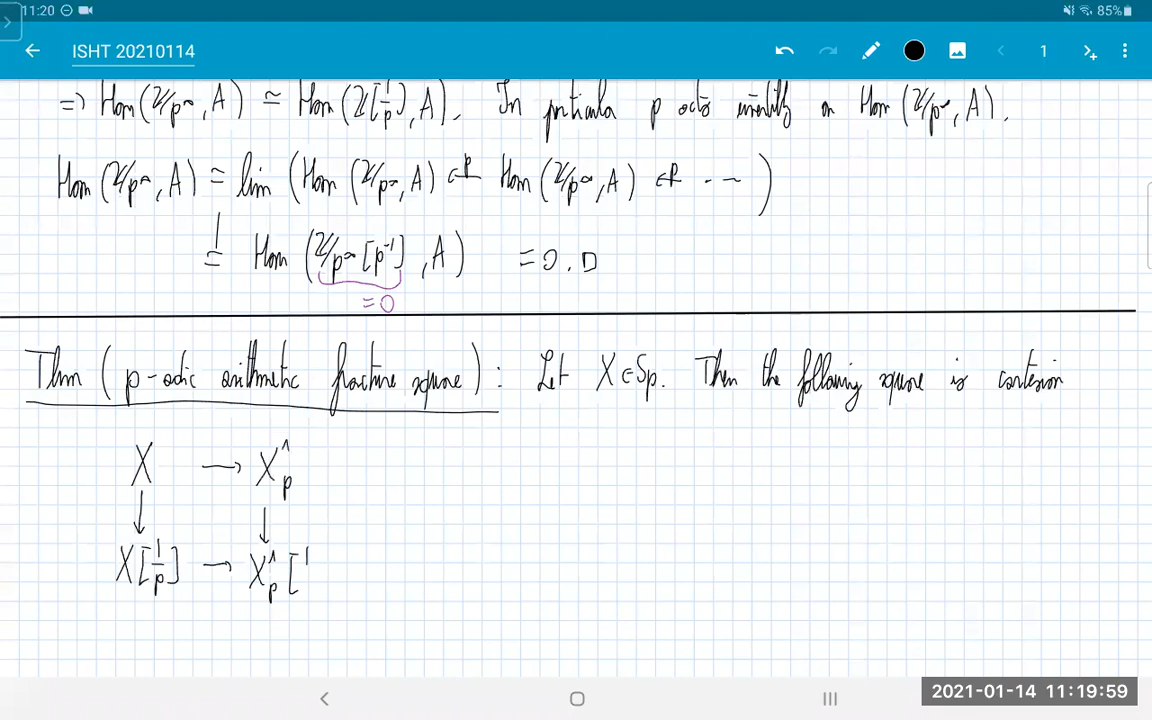 11:20 85%
ISHT 20210114 1
=> Hom(ℤ/p^∞, A) ≃ Hom(ℤ[1/p], A). In particular p acts invertibly on Hom(ℤ/p^∞, A).
Hom(ℤ/p^∞, A) ≃ lim (Hom(ℤ/p^∞, A) ←p Hom(ℤ/p^∞, A) ←p ...)
≃ Hom(ℤ/p^∞[p^-1], A) = 0. □
= 0
Thm (p-adic arithmetic fracture square): Let X ∈ Sp. Then the following square is cartesian
X → X^∧_p
↓ ↓
X[1/p] → X^∧_p [1
2021-01-14 11:19:59